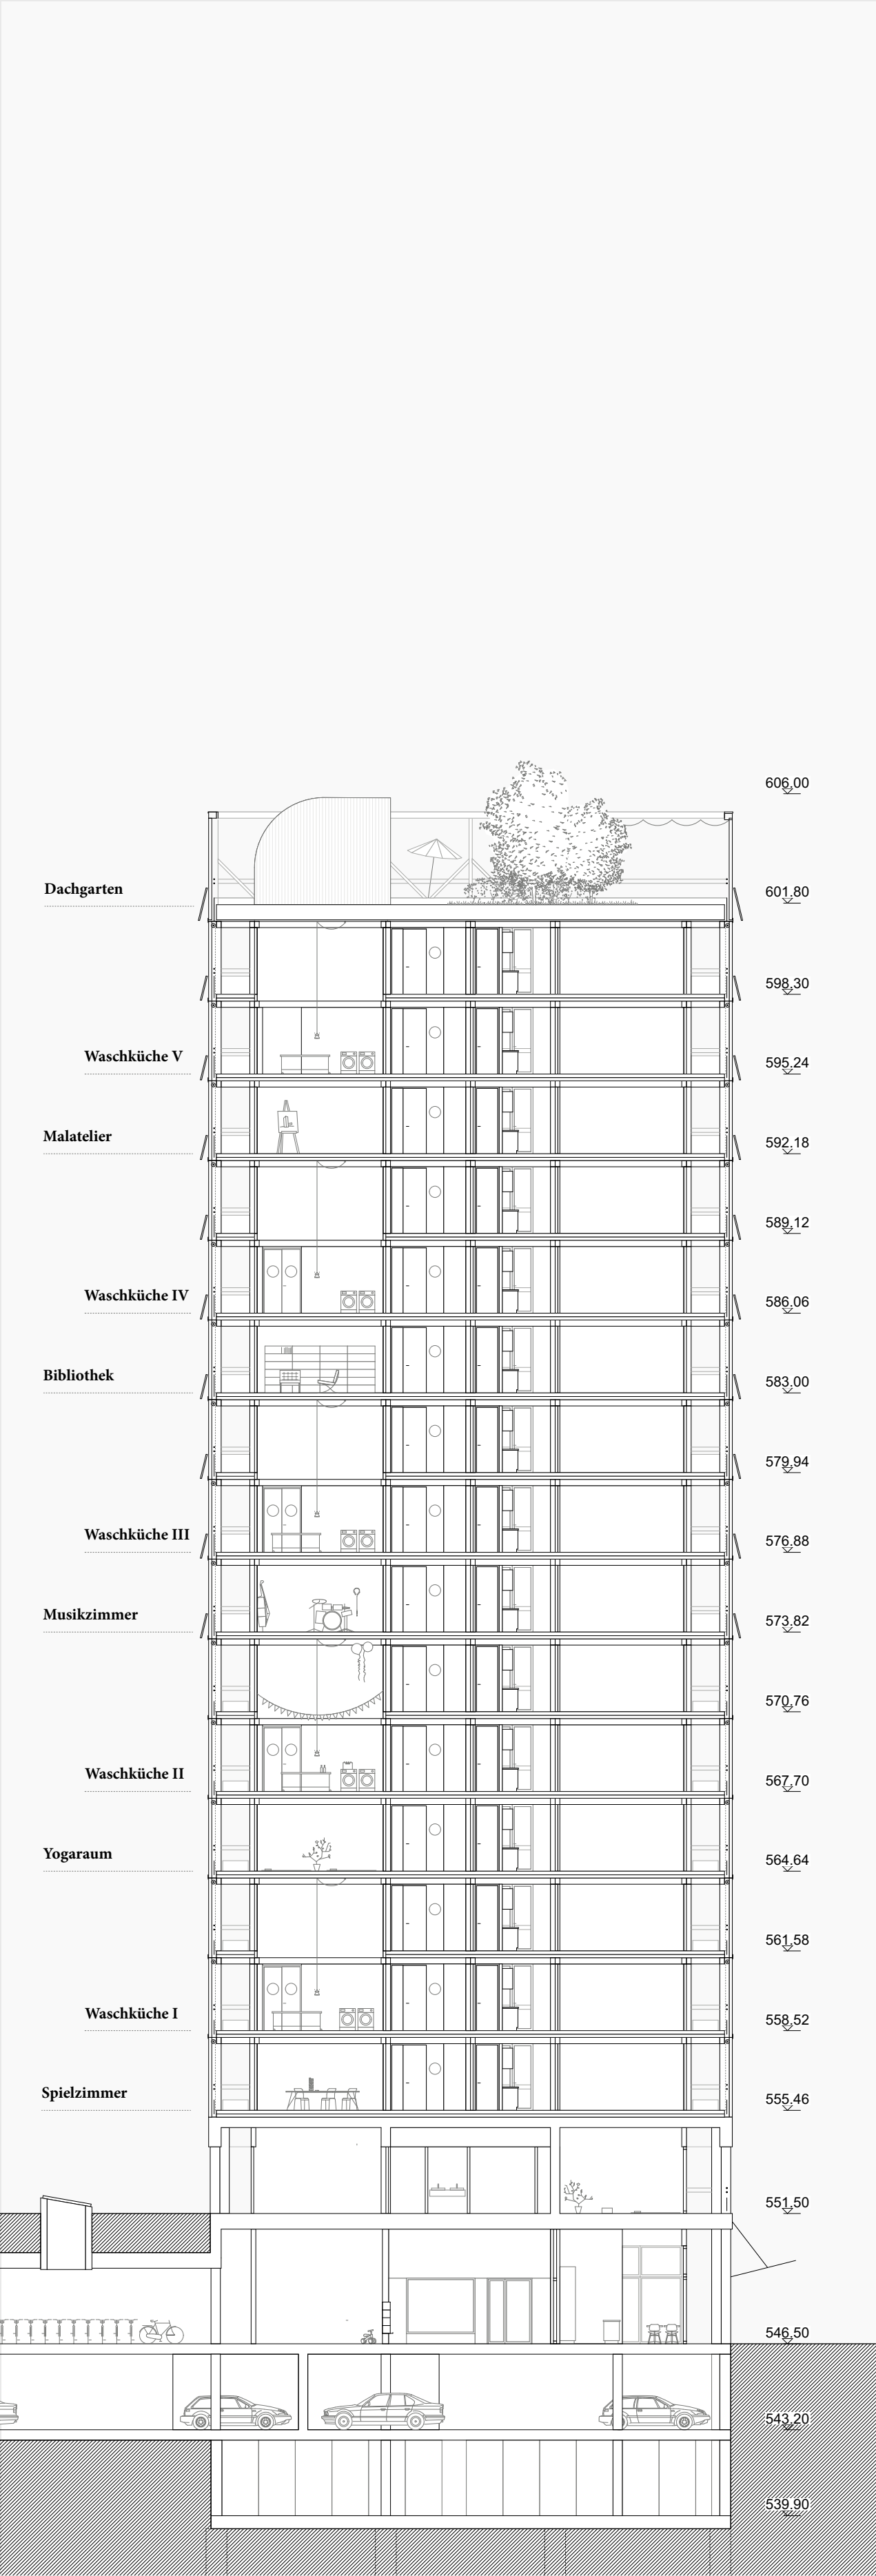 606.00
Dachgarten
601.80
598.30
Waschküche V
595.24
Malatelier
592.18
589.12
Waschküche IV
586.06
Bibliothek
583.00
579.94
Waschküche III
576.88
Musikzimmer
573.82
570.76
Waschküche II
567.70
Yogaraum
564.64
561.58
Waschküche I
558.52
Spielzimmer
555.46
551.50
546.50
543.20
539.90